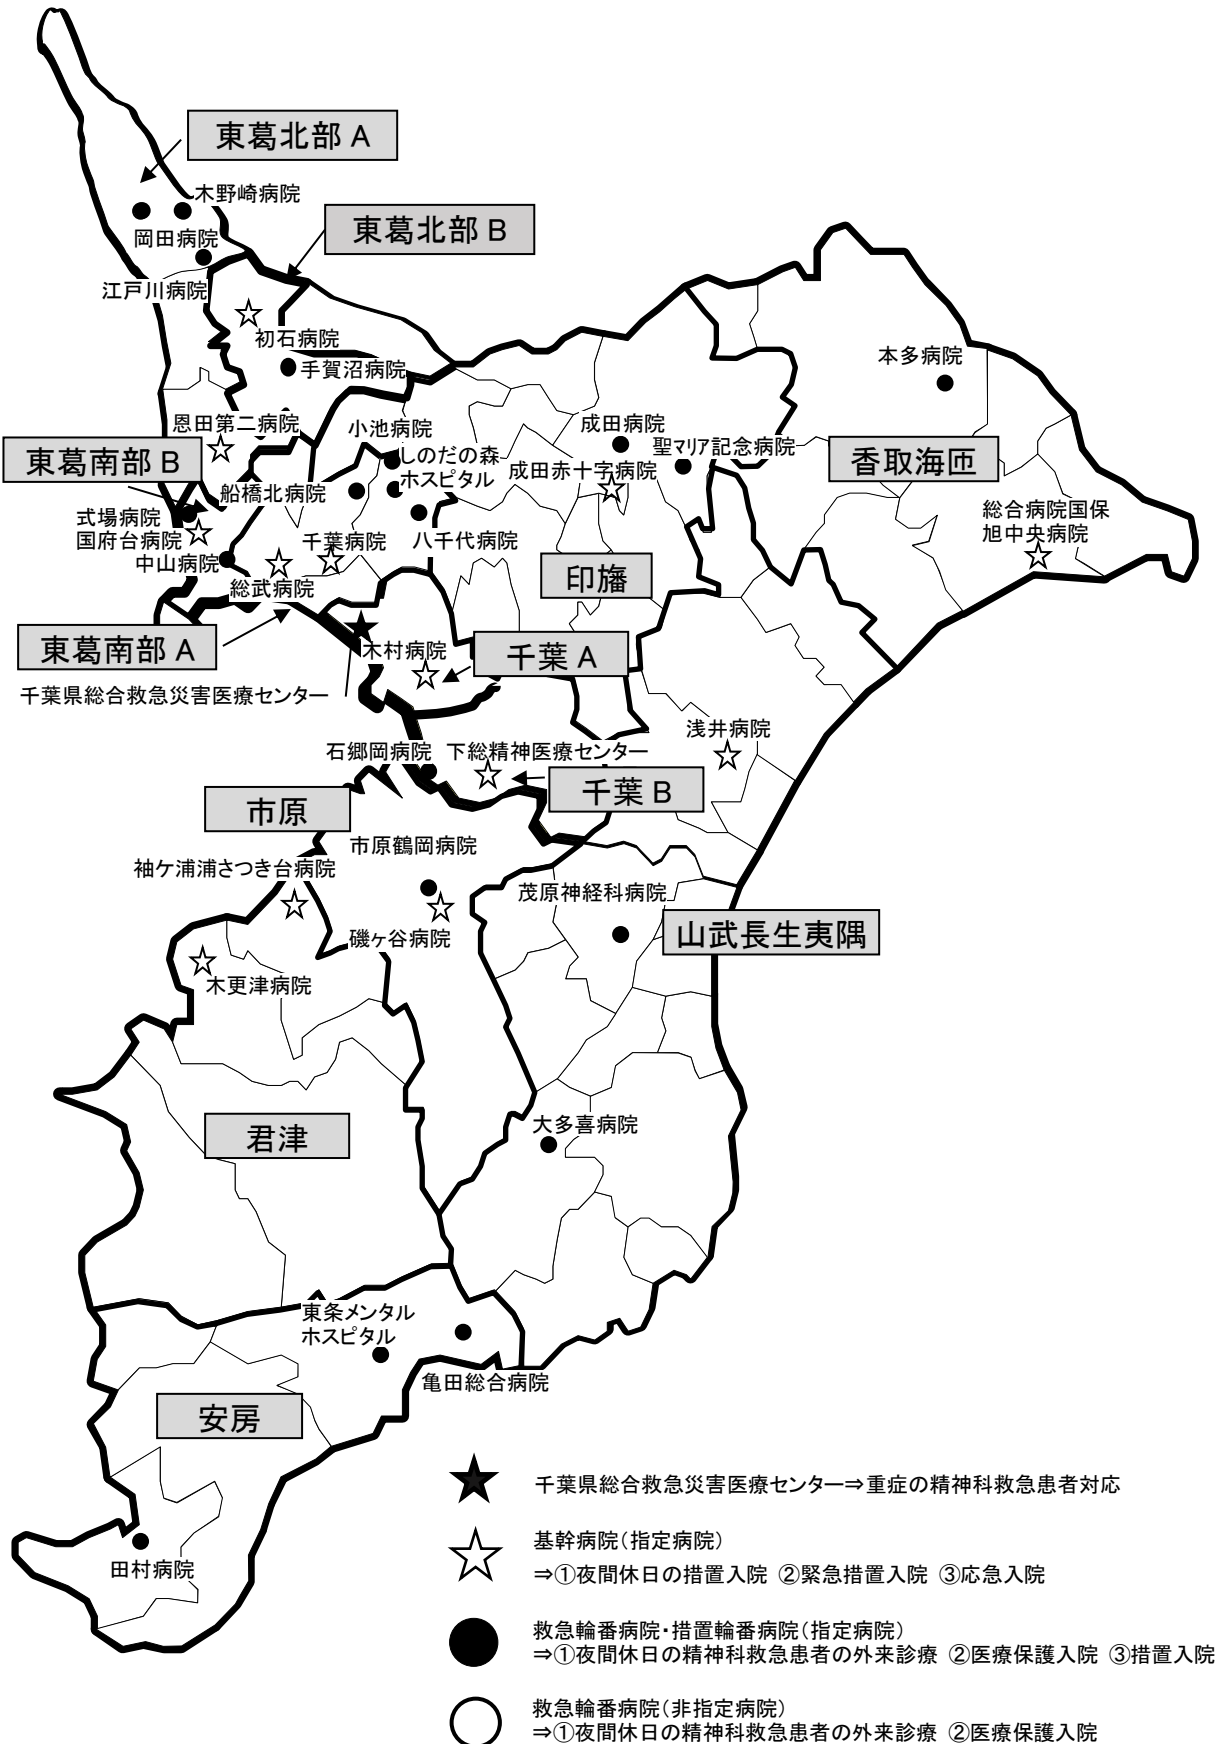 東葛北部 A
木野崎病院
東葛北部 B
岡田病院
江戸川病院
初石病院
手賀沼病院
本多病院
恩田第二病院
小池病院
成田病院
東葛南部 B
しのだの森
ホスピタル
聖マリア記念病院
成田赤十字病院
香取海匝
船橋北病院
式場病院
国府台病院
総合病院国保
旭中央病院
千葉病院
八千代病院
中山病院
印旛
総武病院
東葛南部 A
木村病院
千葉 A
千葉県総合救急災害医療センター
浅井病院
石郷岡病院
下総精神医療センター
千葉 B
市原
市原鶴岡病院
袖ケ浦浦さつき台病院
茂原神経科病院
山武長生夷隅
磯ヶ谷病院
木更津病院
君津
大多喜病院
東条メンタル
ホスピタル
亀田総合病院
安房
田村病院
千葉県総合救急災害医療センター⇒重症の精神科救急患者対応
基幹病院(指定病院)
⇒①夜間休日の措置入院 ②緊急措置入院 ③応急入院
救急輪番病院・措置輪番病院(指定病院)
⇒①夜間休日の精神科救急患者の外来診療 ②医療保護入院 ③措置入院
救急輪番病院(非指定病院)
⇒①夜間休日の精神科救急患者の外来診療 ②医療保護入院